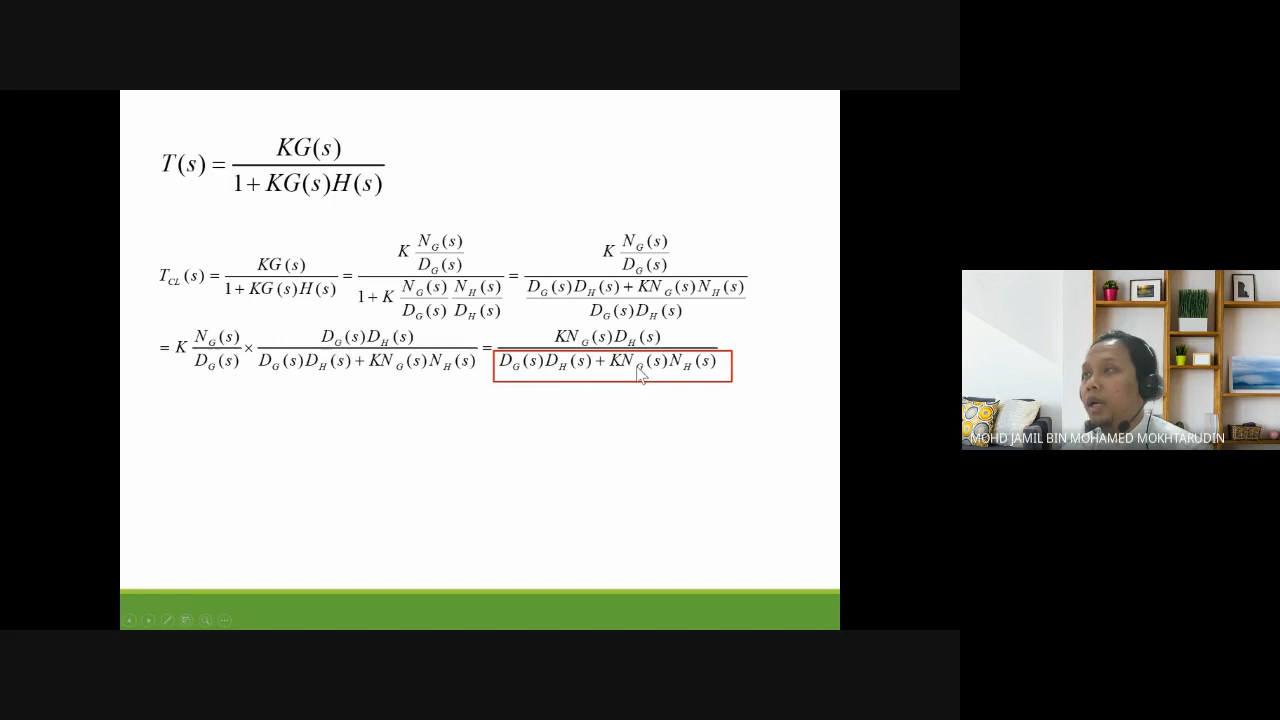 T(s) = KG(s) / 1 + KG(s)H(s)
T_CL(s) = KG(s) / 1 + KG(s)H(s) = K N_G(s)/D_G(s) / 1 + K N_G(s)/D_G(s) N_H(s)/D_H(s) = K N_G(s)/D_G(s) / D_G(s)D_H(s) + KN_G(s)N_H(s) / D_G(s)D_H(s)
= K N_G(s)/D_G(s) × D_G(s)D_H(s) / D_G(s)D_H(s) + KN_G(s)N_H(s) = KN_G(s)D_H(s) / D_G(s)D_H(s) + KN_G(s)N_H(s)
MOHD JAMIL BIN MOHAMED MOKHTARUDIN